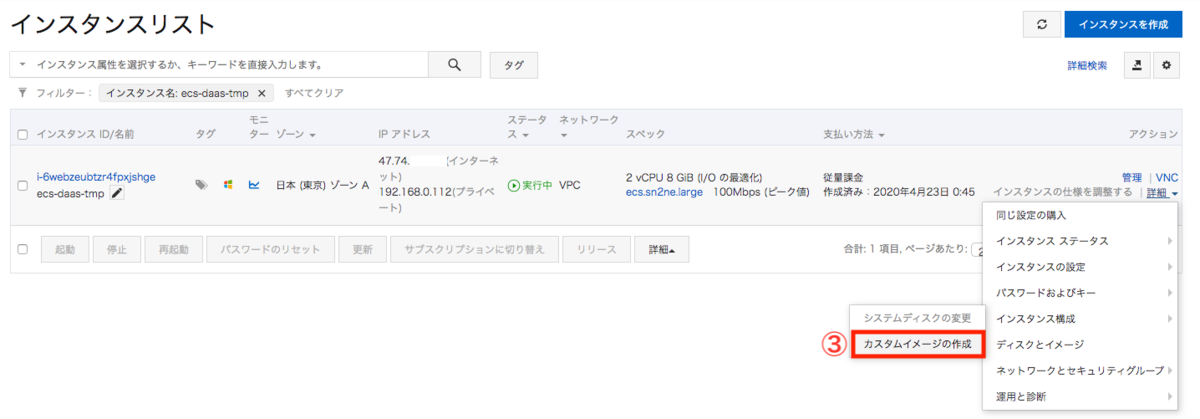 インスタンスリスト
インスタンスを作成
インスタンス属性を選択するか、キーワードを直接入力します。
タグ
詳細検索
フィルター：
インスタンス名: ecs-daas-tmp ✕
すべてクリア
インスタンス ID/名前
タグ
モニ
ター
ゾーン
IP アドレス
ステータ
ス
ネットワーク
スペック
支払い方法
アクション
i-6webzeubtzr4fpxjshge
ecs-daas-tmp
日本 (東京) ゾーン A
47.74. (インターネ
ット)
192.168.0.112(プライベ
ート)
実行中
VPC
2 vCPU 8 GiB (I/O の最適化)
ecs.sn2ne.large 100Mbps (ピーク値)
従量課金
作成済み：2020年4月23日 0:45
管理 | VNC
インスタンスの仕様を調整する | 詳細
起動
停止
再起動
パスワードのリセット
更新
サブスクリプションに切り替え
リリース
詳細
合計: 1 項目, ページあたり:
同じ設定の購入
インスタンス ステータス
インスタンスの設定
パスワードおよびキー
インスタンス構成
ディスクとイメージ
ネットワークとセキュリティグループ
運用と診断
システムディスクの変更
③
カスタムイメージの作成